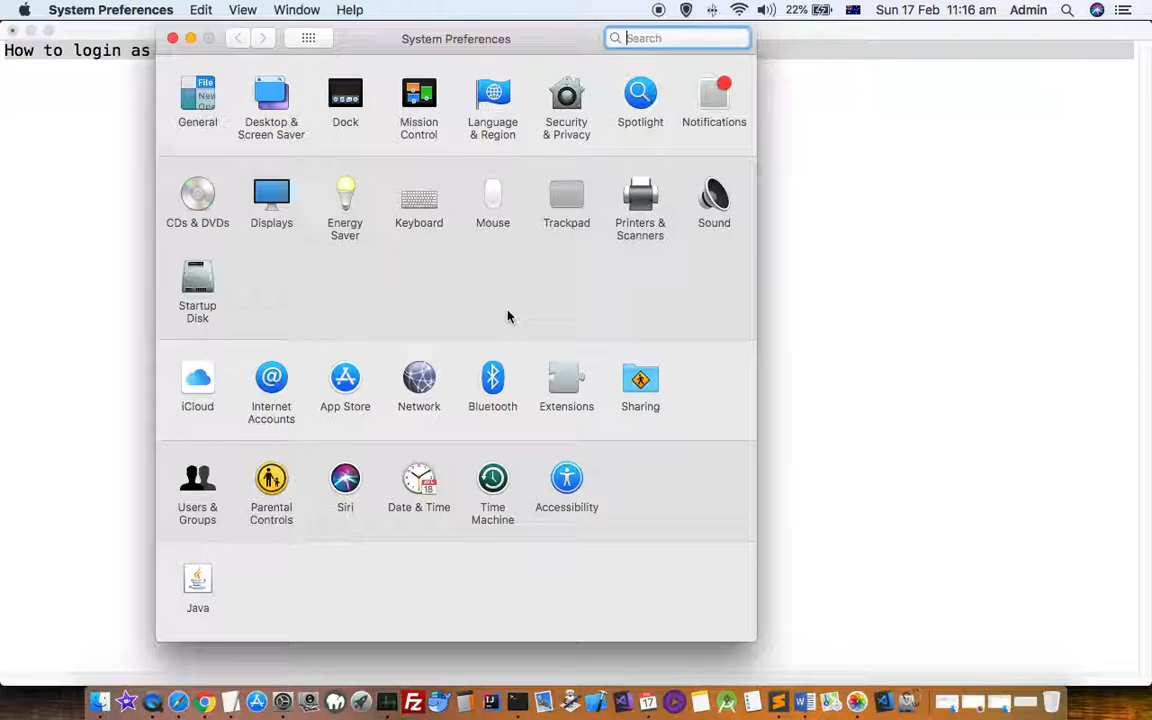 System Preferences Edit View Window Help 22% Sun 17 Feb 11:16 am Admin
System Preferences Search
How to login as
General Desktop & Screen Saver Dock Mission Control Language & Region Security & Privacy Spotlight Notifications
CDs & DVDs Displays Energy Saver Keyboard Mouse Trackpad Printers & Scanners Sound
Startup Disk
iCloud Internet Accounts App Store Network Bluetooth Extensions Sharing
Users & Groups Parental Controls Siri Date & Time Time Machine Accessibility
Java